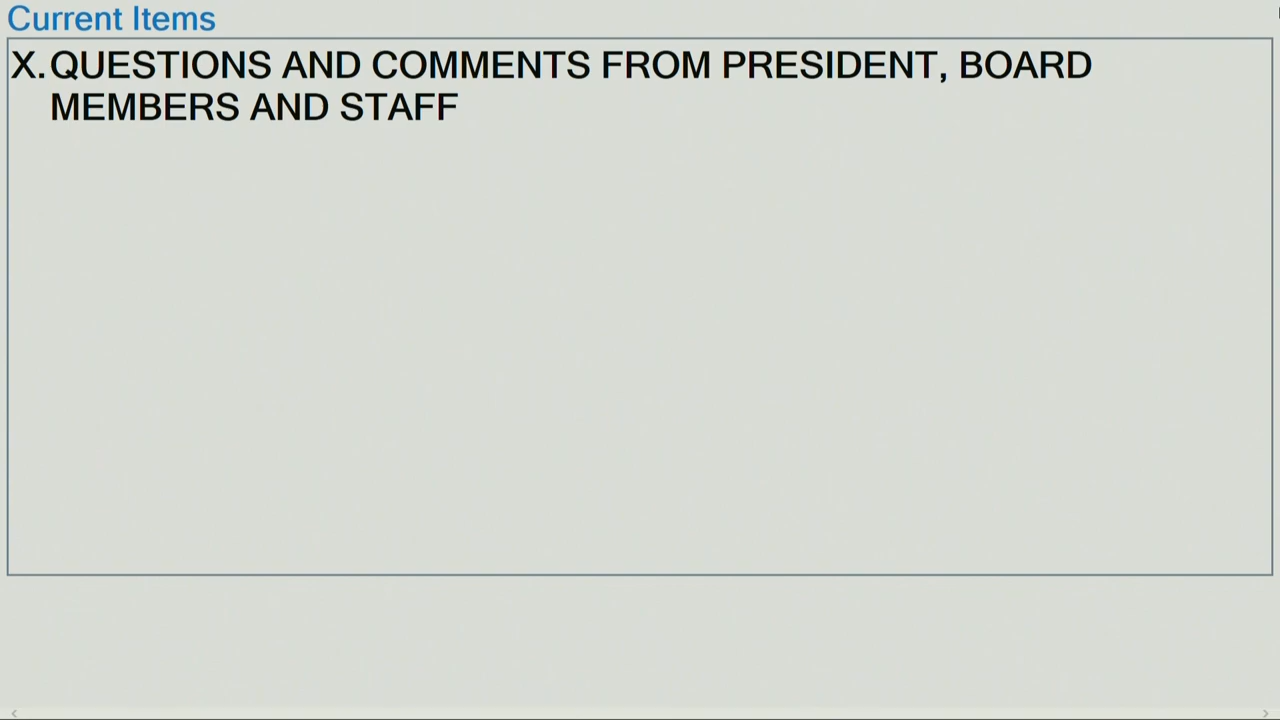 Current Items
X. QUESTIONS AND COMMENTS FROM PRESIDENT, BOARD
MEMBERS AND STAFF